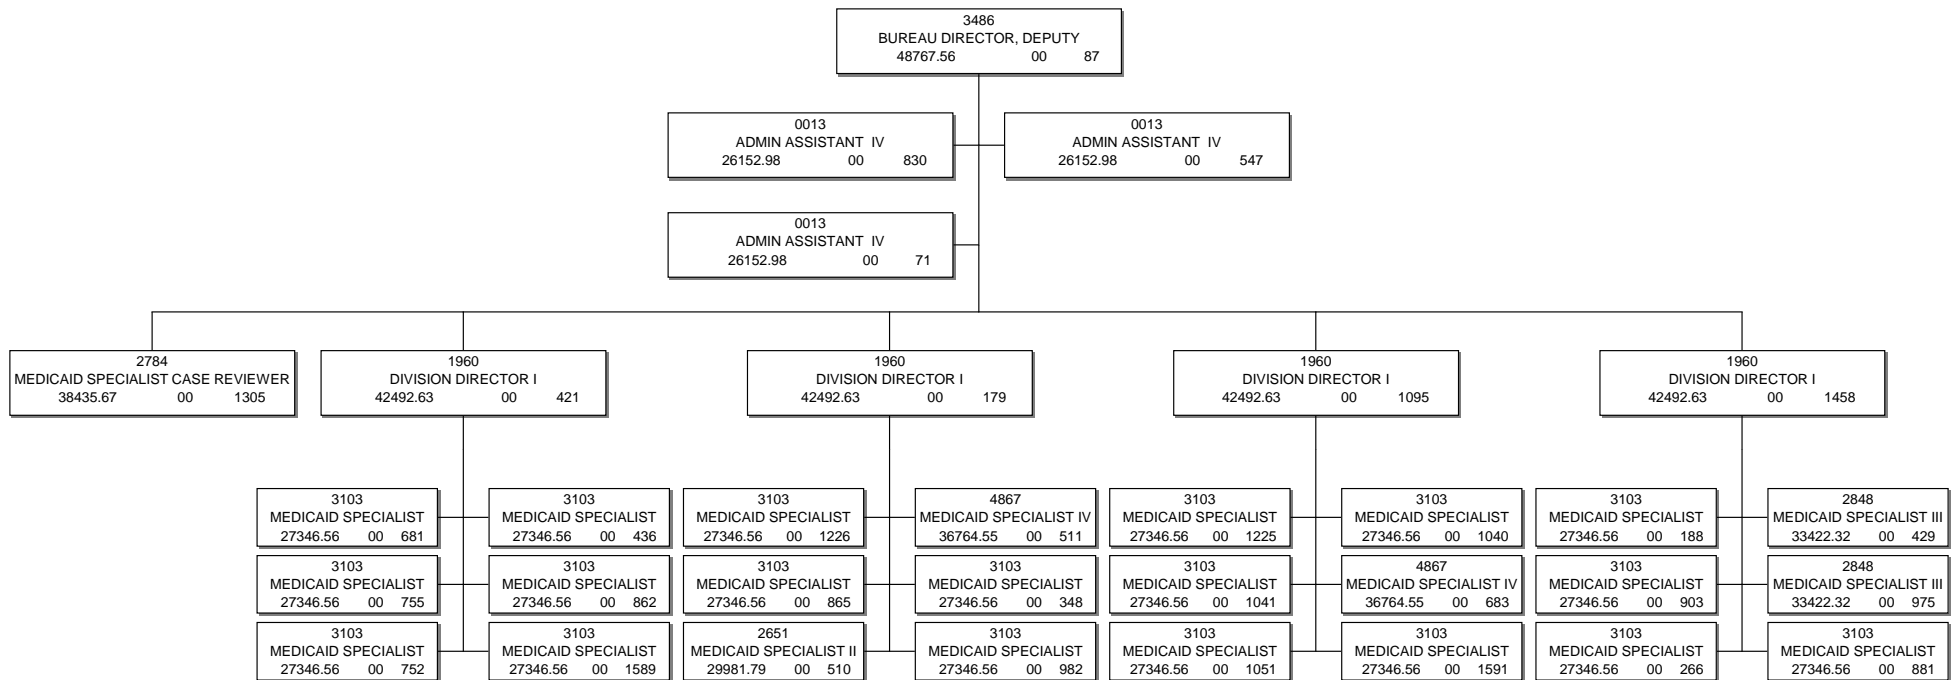 3486
BUREAU DIRECTOR, DEPUTY
48767.56 00 87
0013
ADMIN ASSISTANT IV
26152.98 00 830
0013
ADMIN ASSISTANT IV
26152.98 00 547
0013
ADMIN ASSISTANT IV
26152.98 00 71
2784
MEDICAID SPECIALIST CASE REVIEWER
38435.67 00 1305
1960
DIVISION DIRECTOR I
42492.63 00 421
1960
DIVISION DIRECTOR I
42492.63 00 179
1960
DIVISION DIRECTOR I
42492.63 00 1095
1960
DIVISION DIRECTOR I
42492.63 00 1458
3103
MEDICAID SPECIALIST
27346.56 00 681
3103
MEDICAID SPECIALIST
27346.56 00 436
3103
MEDICAID SPECIALIST
27346.56 00 1226
4867
MEDICAID SPECIALIST IV
36764.55 00 511
3103
MEDICAID SPECIALIST
27346.56 00 1225
3103
MEDICAID SPECIALIST
27346.56 00 1040
3103
MEDICAID SPECIALIST
27346.56 00 188
2848
MEDICAID SPECIALIST III
33422.32 00 429
3103
MEDICAID SPECIALIST
27346.56 00 755
3103
MEDICAID SPECIALIST
27346.56 00 862
3103
MEDICAID SPECIALIST
27346.56 00 865
3103
MEDICAID SPECIALIST
27346.56 00 348
3103
MEDICAID SPECIALIST
27346.56 00 1041
4867
MEDICAID SPECIALIST IV
36764.55 00 683
3103
MEDICAID SPECIALIST
27346.56 00 903
2848
MEDICAID SPECIALIST III
33422.32 00 975
3103
MEDICAID SPECIALIST
27346.56 00 752
3103
MEDICAID SPECIALIST
27346.56 00 1589
2651
MEDICAID SPECIALIST II
29981.79 00 510
3103
MEDICAID SPECIALIST
27346.56 00 982
3103
MEDICAID SPECIALIST
27346.56 00 1051
3103
MEDICAID SPECIALIST
27346.56 00 1591
3103
MEDICAID SPECIALIST
27346.56 00 266
3103
MEDICAID SPECIALIST
27346.56 00 881